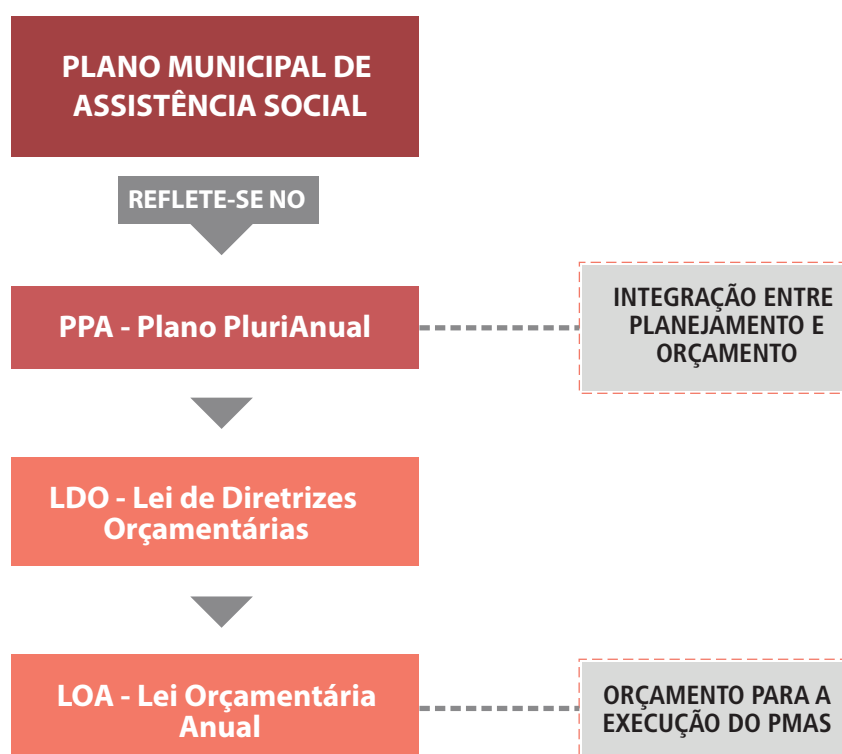 PLANO MUNICIPAL DE
ASSISTÊNCIA SOCIAL
REFLETE-SE NO
PPA - Plano PluriAnual
INTEGRAÇÃO ENTRE
PLANEJAMENTO E
ORÇAMENTO
LDO - Lei de Diretrizes
Orçamentárias
LOA - Lei Orçamentária
Anual
ORÇAMENTO PARA A
EXECUÇÃO DO PMAS